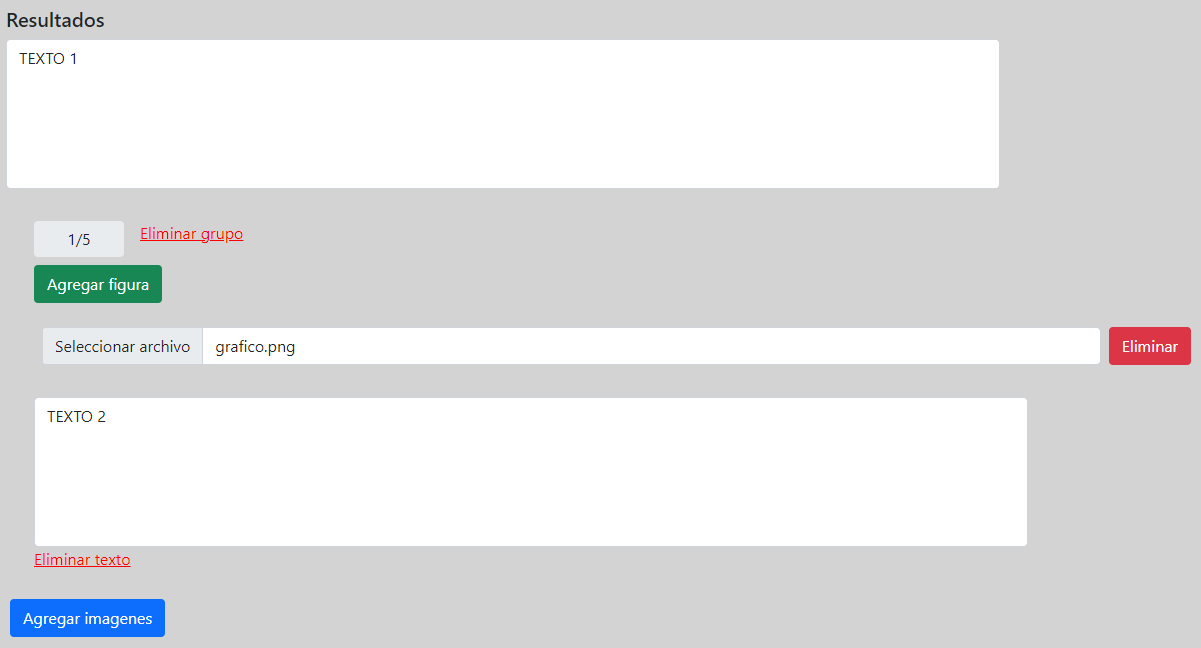 Resultados
TEXTO 1
1/5
Eliminar grupo
Agregar figura
Seleccionar archivo
grafico.png
Eliminar
TEXTO 2
Eliminar texto
Agregar imagenes